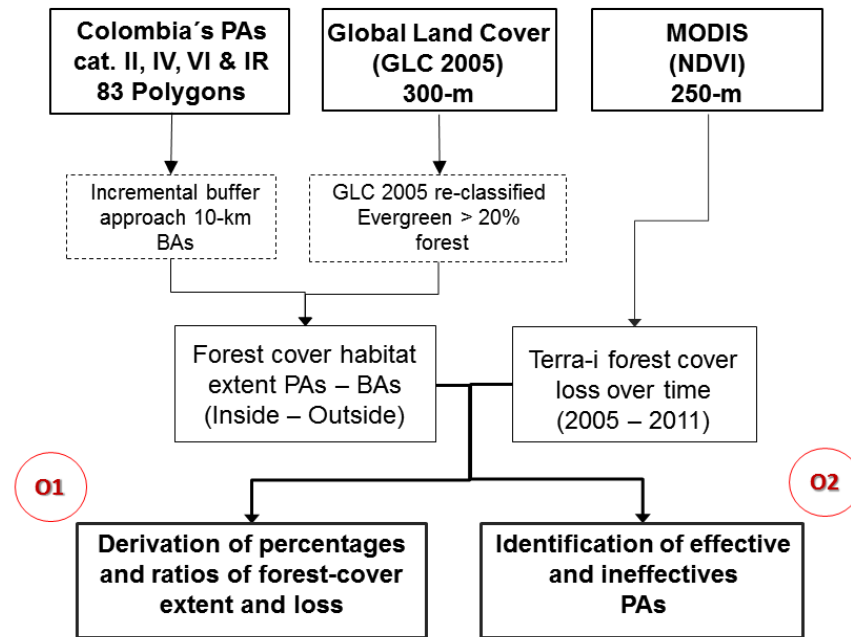 Colombia´s PAs
cat. II, IV, VI & IR
83 Polygons
Global Land Cover
(GLC 2005)
300-m
MODIS
(NDVI)
250-m
Incremental buffer
approach 10-km
BAs
GLC 2005 re-classified
Evergreen > 20%
forest
Forest cover habitat
extent PAs – BAs
(Inside – Outside)
Terra-i forest cover
loss over time
(2005 – 2011)
O1
O2
Derivation of percentages
and ratios of forest-cover
extent and loss
Identification of effective
and ineffectives
PAs